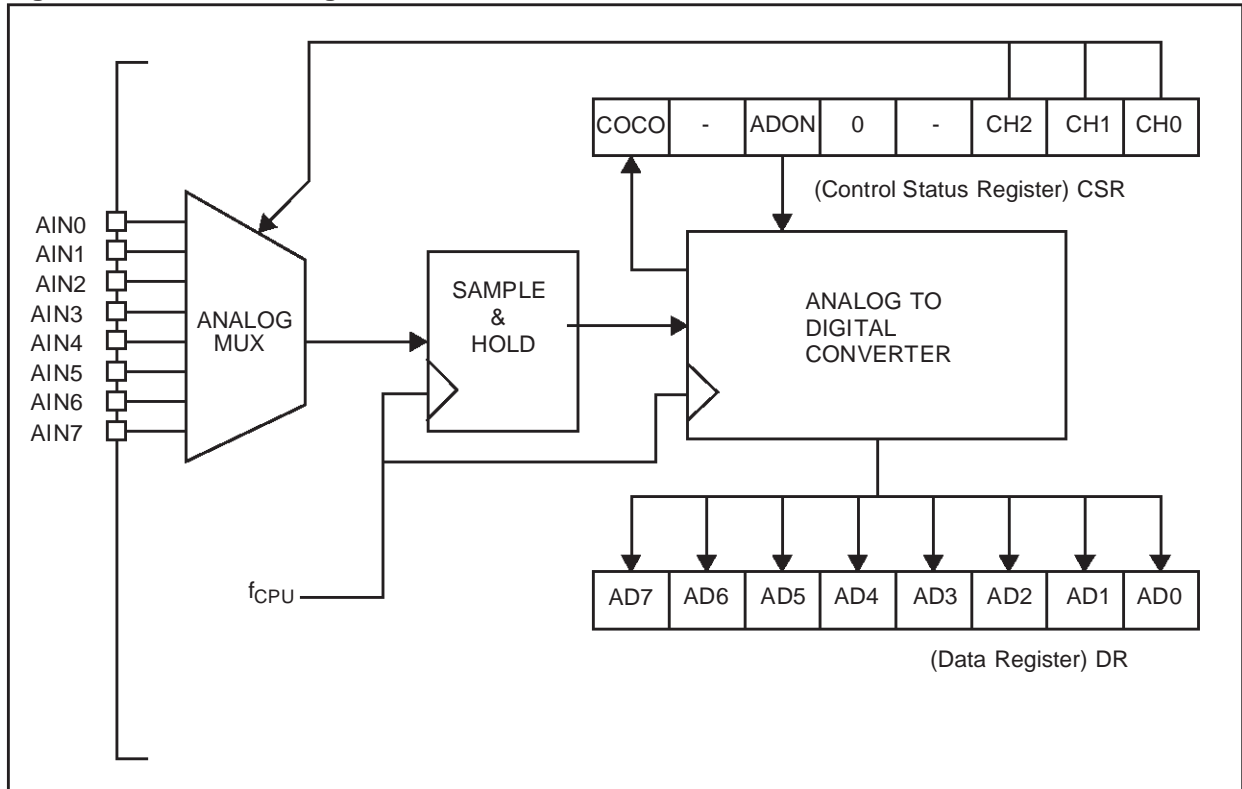 COCO - ADON 0 - CH2 CH1 CH0
(Control Status Register) CSR
AIN0
AIN1
AIN2
AIN3
AIN4
AIN5
AIN6
AIN7
ANALOG
MUX
SAMPLE
&
HOLD
ANALOG TO
DIGITAL
CONVERTER
fCPU
AD7 AD6 AD5 AD4 AD3 AD2 AD1 AD0
(Data Register) DR